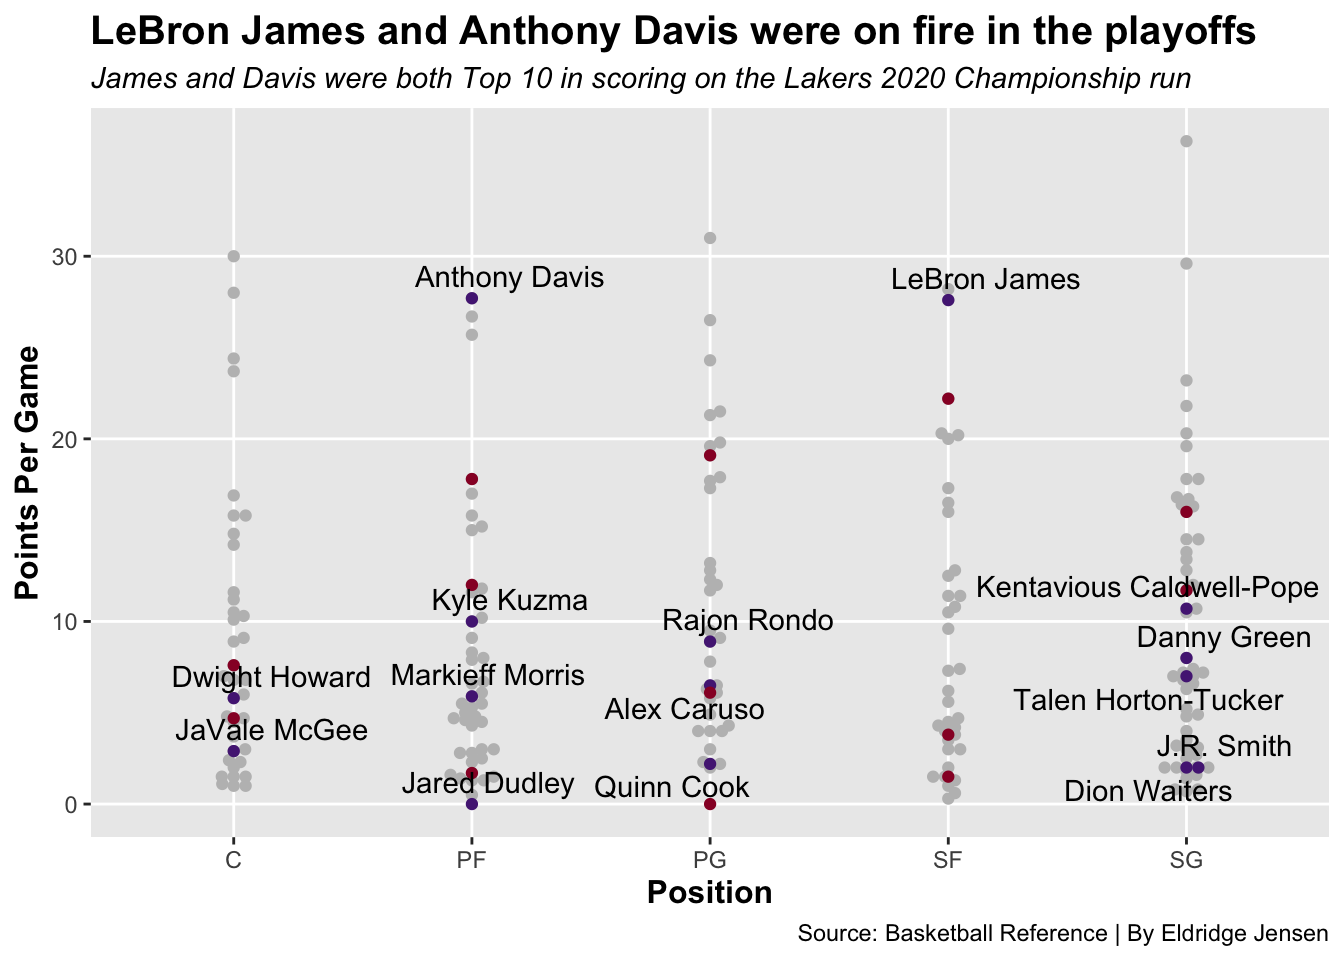 LeBron James and Anthony Davis were on fire in the playoffs
James and Davis were both Top 10 in scoring on the Lakers 2020 Championship run
Points Per Game
30
20
10
0
Anthony Davis
LeBron James
Kentavious Caldwell-Pope
Kyle Kuzma
Rajon Rondo
Danny Green
Dwight Howard
Markieff Morris
Talen Horton-Tucker
Alex Caruso
JaVale McGee
J.R. Smith
Jared Dudley
Quinn Cook
Dion Waiters
C
PF
PG
SF
SG
Position
Source: Basketball Reference | By Eldridge Jensen